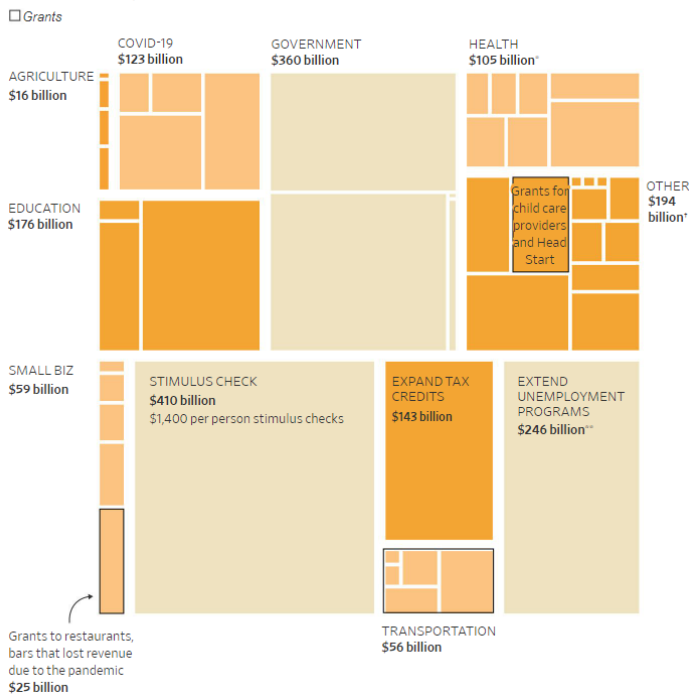 Grants
COVID-19
$123 billion
GOVERNMENT
$360 billion
HEALTH
$105 billion*
AGRICULTURE
$16 billion
EDUCATION
$176 billion
Grants for
child care
providers
and Head
Start
OTHER
$194
billion†
SMALL BIZ
$59 billion
STIMULUS CHECK
$410 billion
$1,400 per person stimulus checks
EXPAND TAX
CREDITS
$143 billion
EXTEND
UNEMPLOYMENT
PROGRAMS
$246 billion**
Grants to restaurants,
bars that lost revenue
due to the pandemic
$25 billion
TRANSPORTATION
$56 billion